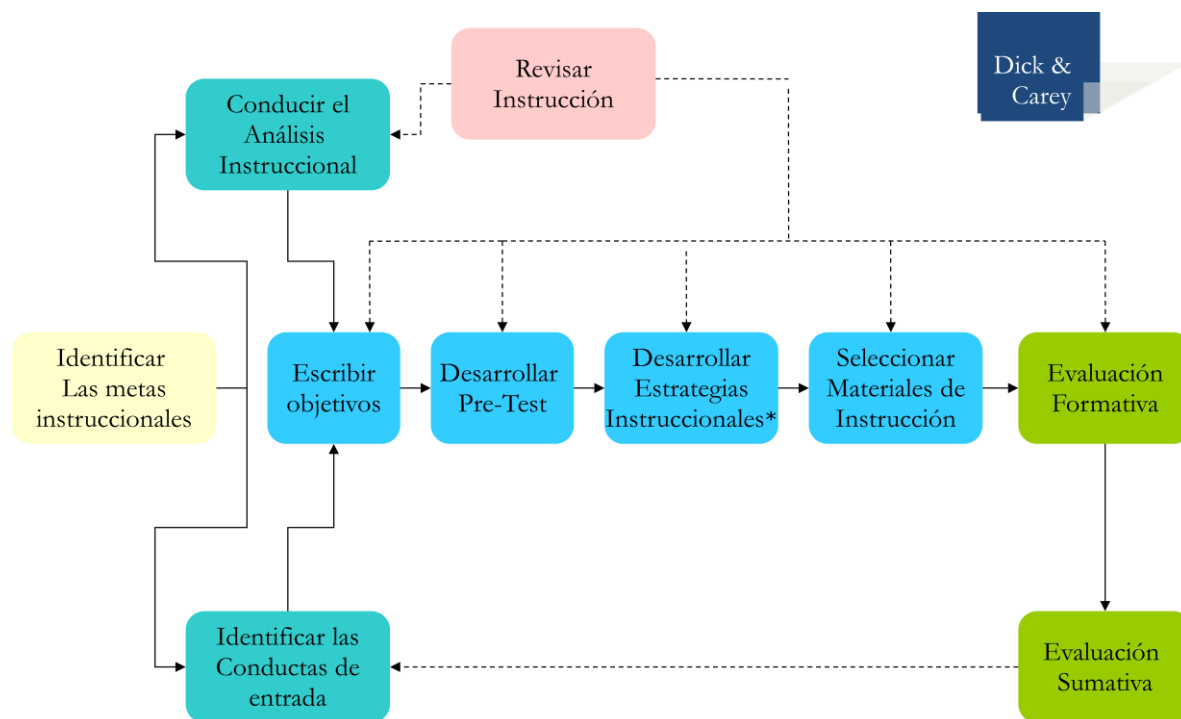 Revisar
Instrucción
Dick &
Carey
Conducir el
Análisis
Instruccional
Identificar
Las metas
instruccionales
Escribir
objetivos
Desarrollar
Pre-Test
Desarrollar
Estrategias
Instruccionales*
Seleccionar
Materiales de
Instrucción
Evaluación
Formativa
Identificar las
Conductas de
entrada
Evaluación
Sumativa